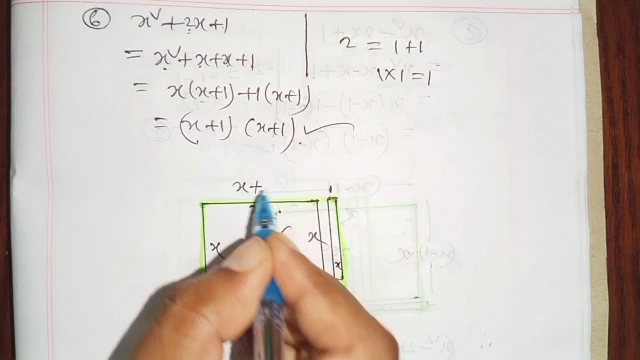 ⑥ x² + 2x + 1
= x² + x + x + 1
= x(x+1) + 1(x+1)
= (x+1) (x+1).
2 = 1 + 1
1 × 1 = 1
x +
x
x
x